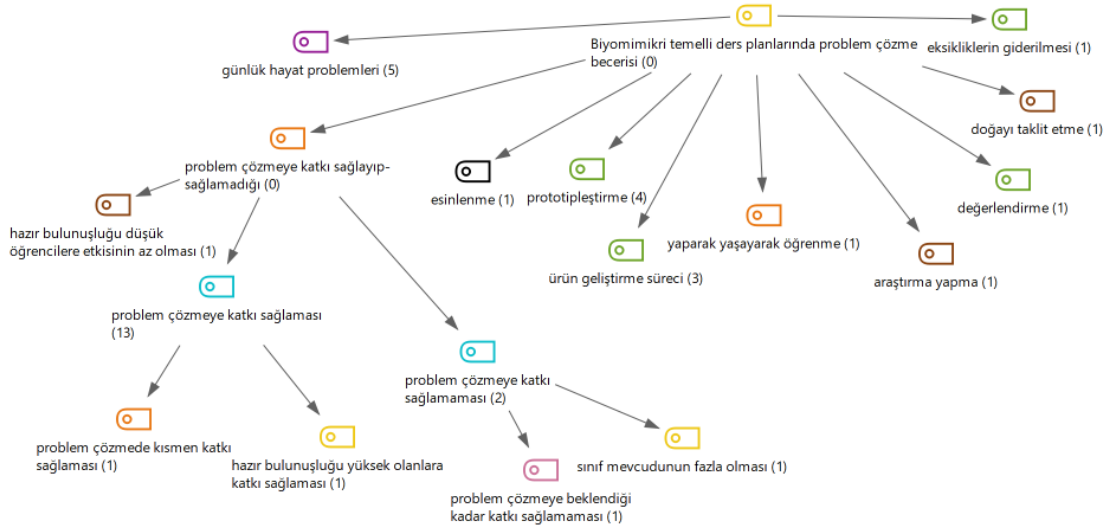 Biyomimikri temelli ders planlarında problem çözme
becerisi (0)
eksikliklerin giderilmesi (1)
günlük hayat problemleri (5)
doğayı taklit etme (1)
problem çözmeye katkı sağlayıp-
sağlamadığı (0)
esinlenme (1)
prototipleştirme (4)
değerlendirme (1)
hazır bulunuşluğu düşük
öğrencilere etkisinin az olması (1)
yaparak yaşayarak öğrenme (1)
ürün geliştirme süreci (3)
araştırma yapma (1)
problem çözmeye katkı sağlaması
(13)
problem çözmeye katkı
sağlamaması (2)
problem çözmede kısmen katkı
sağlaması (1)
hazır bulunuşluğu yüksek olanlara
katkı sağlaması (1)
sınıf mevcudunun fazla olması (1)
problem çözmeye beklendiği
kadar katkı sağlamaması (1)